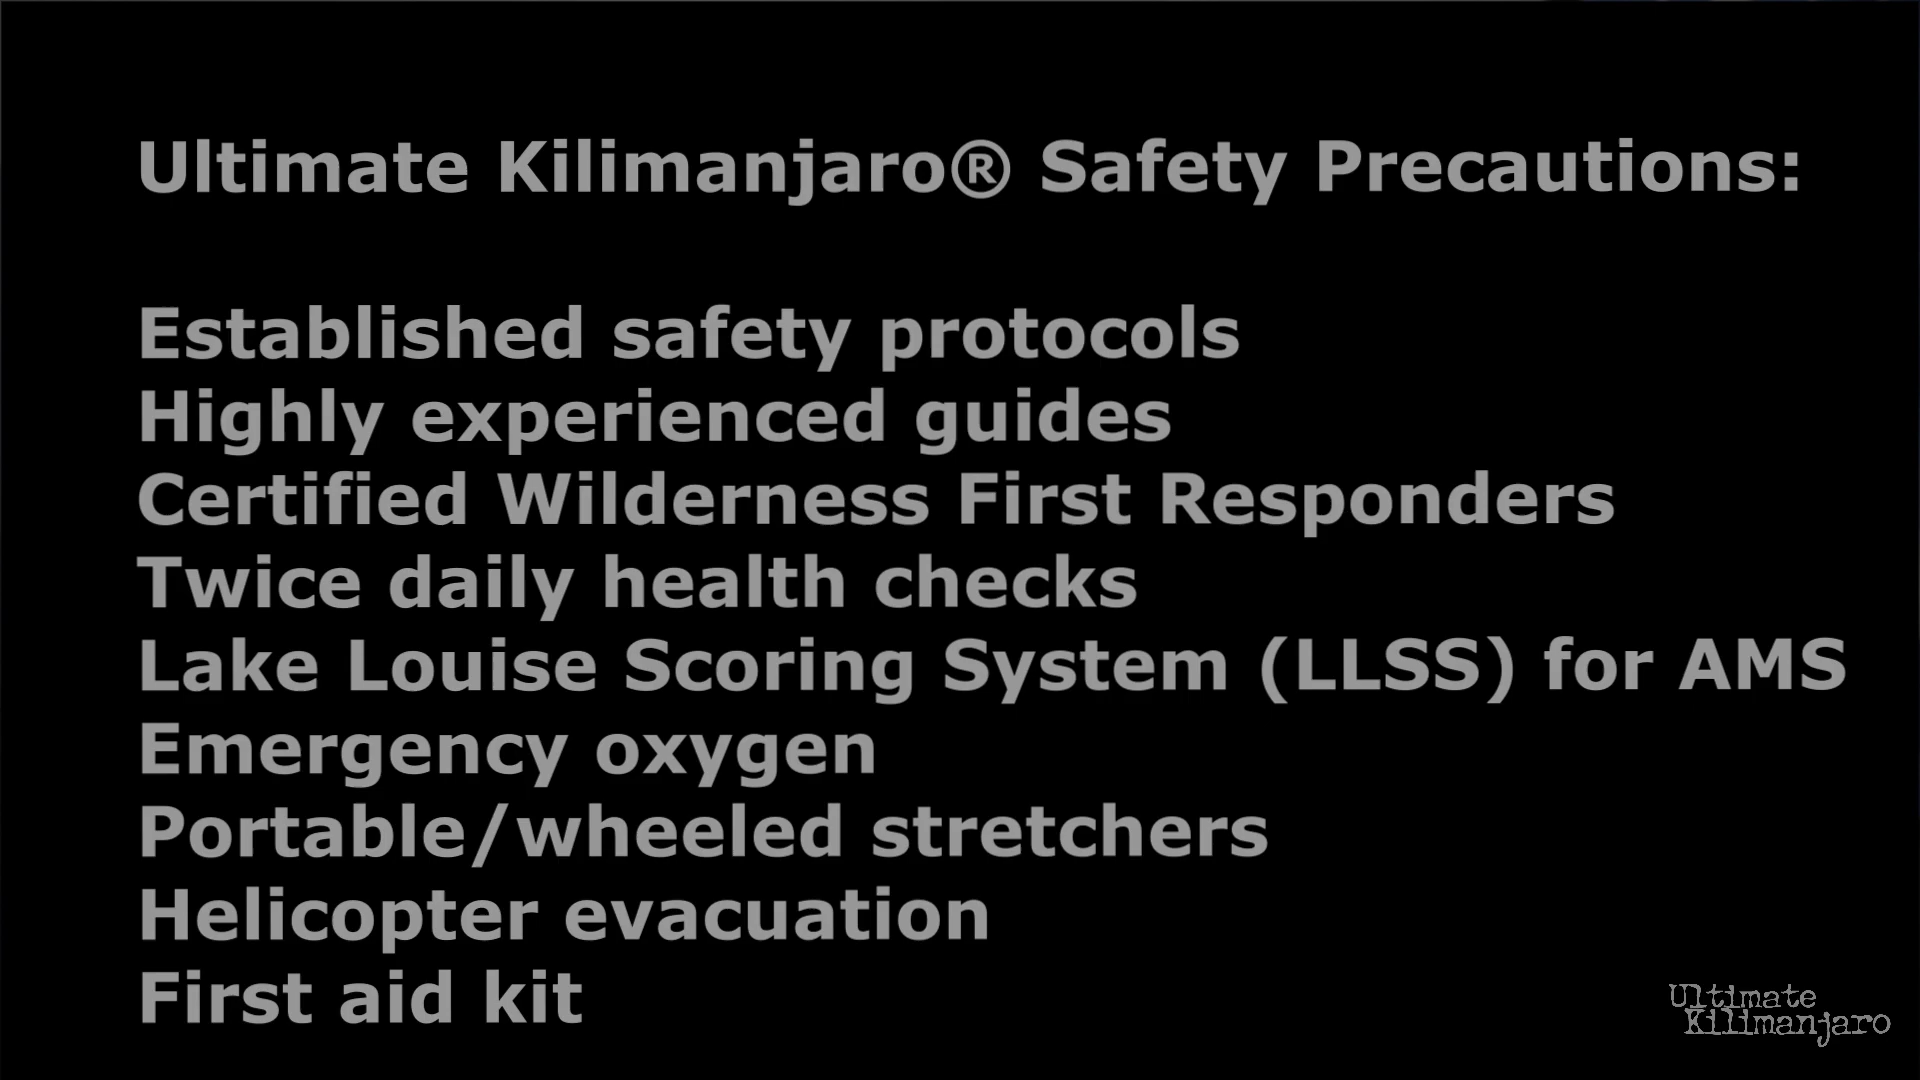 Ultimate Kilimanjaro® Safety Precautions:
Established safety protocols
Highly experienced guides
Certified Wilderness First Responders
Twice daily health checks
Lake Louise Scoring System (LLSS) for AMS
Emergency oxygen
Portable/wheeled stretchers
Helicopter evacuation
First aid kit
Ultimate
Kilimanjaro